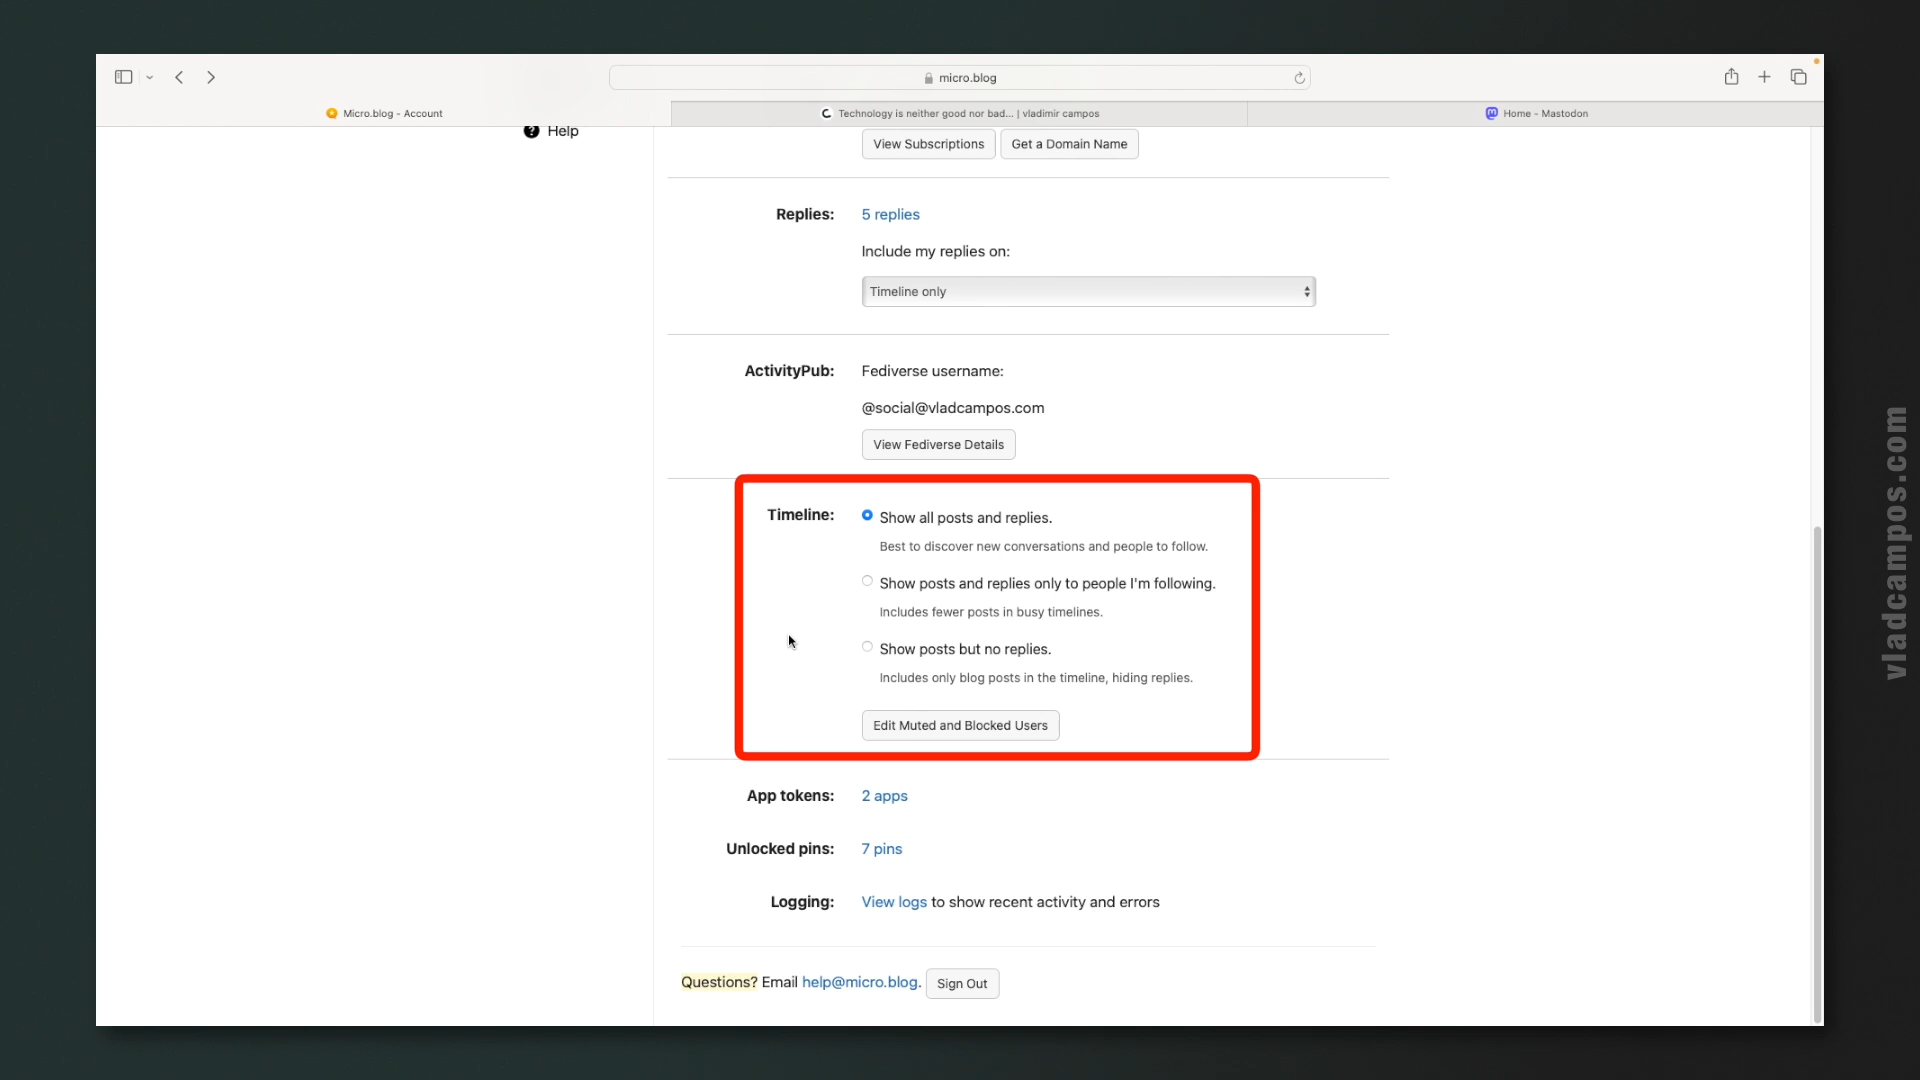 micro.blog
Micro.blog - Account
Technology is neither good nor bad... | vladimir campos
Home - Mastodon
Help
View Subscriptions
Get a Domain Name
Replies:
5 replies
Include my replies on:
Timeline only
ActivityPub:
Fediverse username:
@social@vladcampos.com
View Fediverse Details
Timeline:
Show all posts and replies.
Best to discover new conversations and people to follow.
Show posts and replies only to people I'm following.
Includes fewer posts in busy timelines.
Show posts but no replies.
Includes only blog posts in the timeline, hiding replies.
Edit Muted and Blocked Users
App tokens:
2 apps
Unlocked pins:
7 pins
Logging:
View logs to show recent activity and errors
Questions? Email help@micro.blog.
Sign Out
vladcampos.com